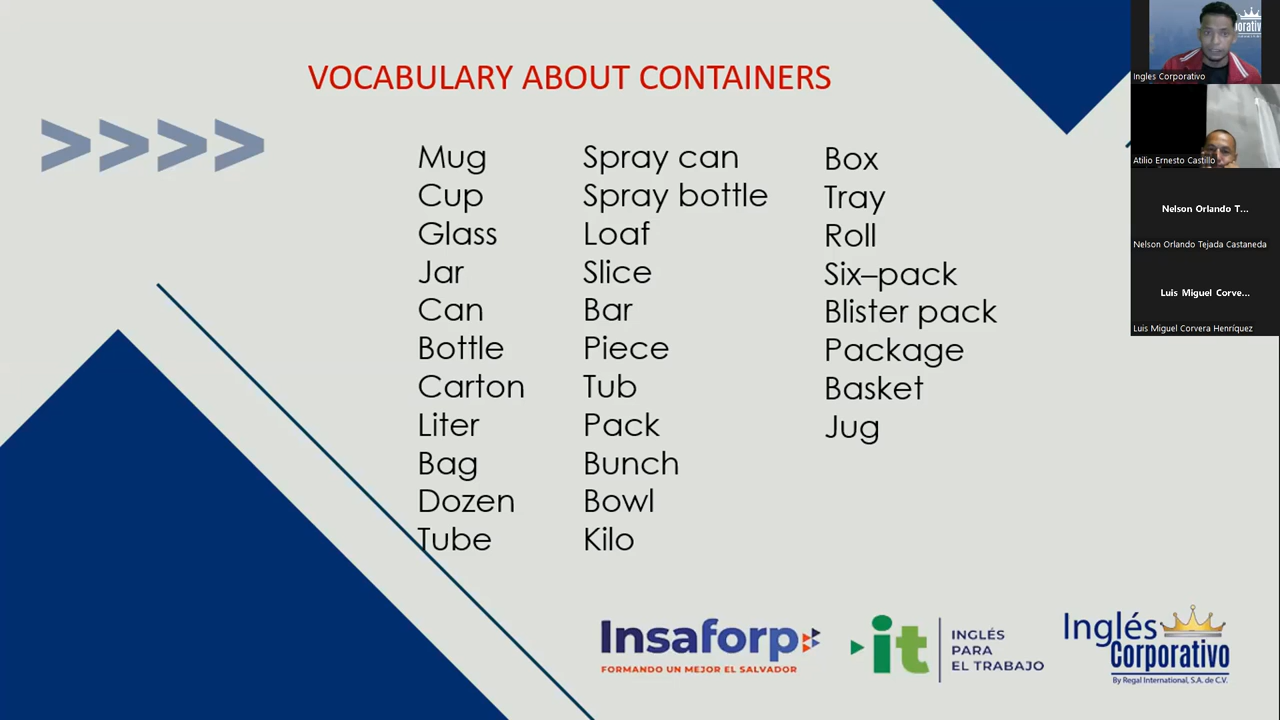 VOCABULARY ABOUT CONTAINERS
>>>>
Mug
Cup
Glass
Jar
Can
Bottle
Carton
Liter
Bag
Dozen
Tube
Spray can
Spray bottle
Loaf
Slice
Bar
Piece
Tub
Pack
Bunch
Bowl
Kilo
Box
Tray
Roll
Six–pack
Blister pack
Package
Basket
Jug
Insaforp
FORMANDO UN MEJOR EL SALVADOR
it
INGLÉS
PARA
EL TRABAJO
Inglés
Corporativo
By Regal International, S.A. de C.V.
Ingles Corporativo
Atilio Ernesto Castillo
Nelson Orlando T...
Nelson Orlando Tejada Castaneda
Luis Miguel Corve...
Luis Miguel Corvera Henríquez